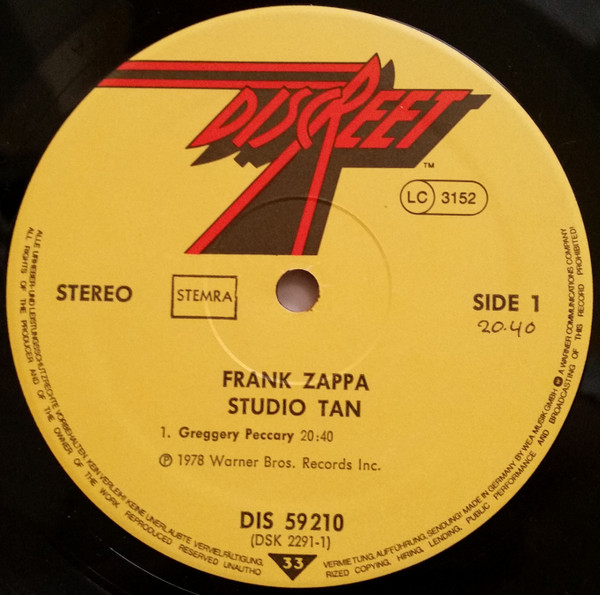 DISCREET
™
LC 3152
STEREO
STEMRA
SIDE 1
20.40
FRANK ZAPPA
STUDIO TAN
1. Greggery Peccary 20:40
Ⓟ 1978 Warner Bros. Records Inc.
DIS 59210
(DSK 2291-1)
33
ALLE URHEBER- UND LEISTUNGSSCHUTZRECHTE VORBEHALTEN. KEIN VERLEIH! KEINE UNERLAUBTE VERVIELFÄLTIGUNG, VERMIETUNG, AUFFÜHRUNG, SENDUNG! MADE IN GERMANY BY WEA MUSIK GMBH A WARNER COMMUNICATIONS COMPANY
ALL RIGHTS OF THE PRODUCER AND OF THE OWNER OF THE WORK REPRODUCED RESERVED UNAUTHORIZED COPYING, HIRING, LENDING, PUBLIC PERFORMANCE AND BROADCASTING OF THIS RECORD PROHIBITED!